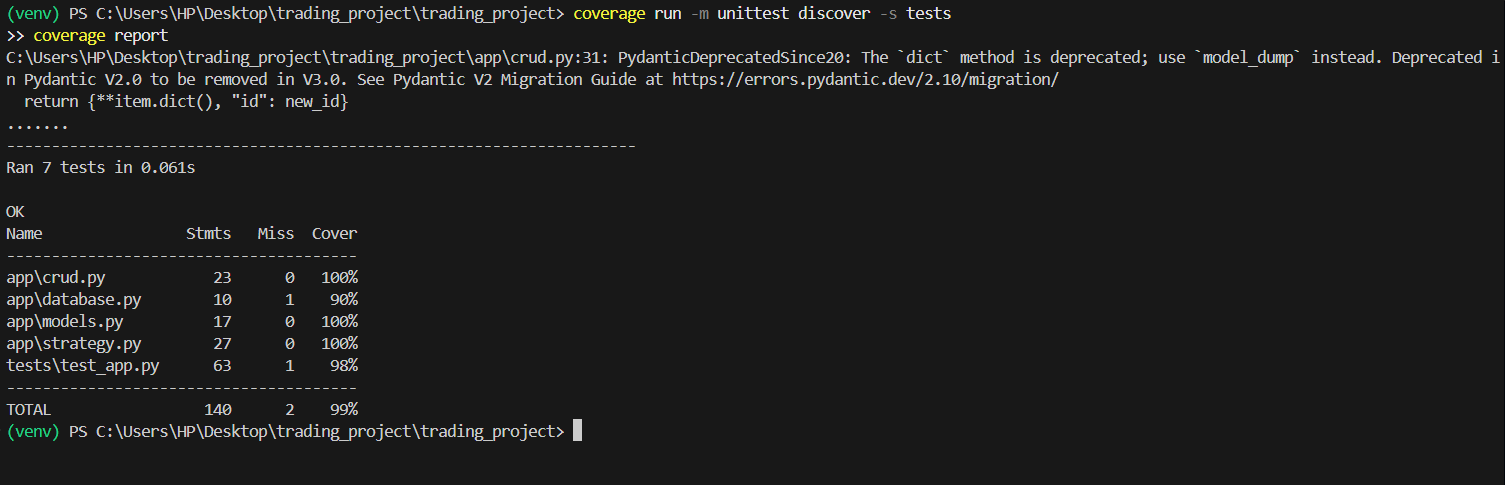 (venv) PS C:\Users\HP\Desktop\trading_project\trading_project> coverage run -m unittest discover -s tests
>> coverage report
C:\Users\HP\Desktop\trading_project\trading_project\app\crud.py:31: PydanticDeprecatedSince20: The `dict` method is deprecated; use `model_dump` instead. Deprecated i
n Pydantic V2.0 to be removed in V3.0. See Pydantic V2 Migration Guide at https://errors.pydantic.dev/2.10/migration/
  return {**item.dict(), "id": new_id}
.......
----------------------------------------------------------------------
Ran 7 tests in 0.061s

OK
Name                Stmts   Miss  Cover
---------------------------------------
app\crud.py            23      0   100%
app\database.py        10      1    90%
app\models.py          17      0   100%
app\strategy.py        27      0   100%
tests\test_app.py      63      1    98%
---------------------------------------
TOTAL                 140      2    99%
(venv) PS C:\Users\HP\Desktop\trading_project\trading_project>